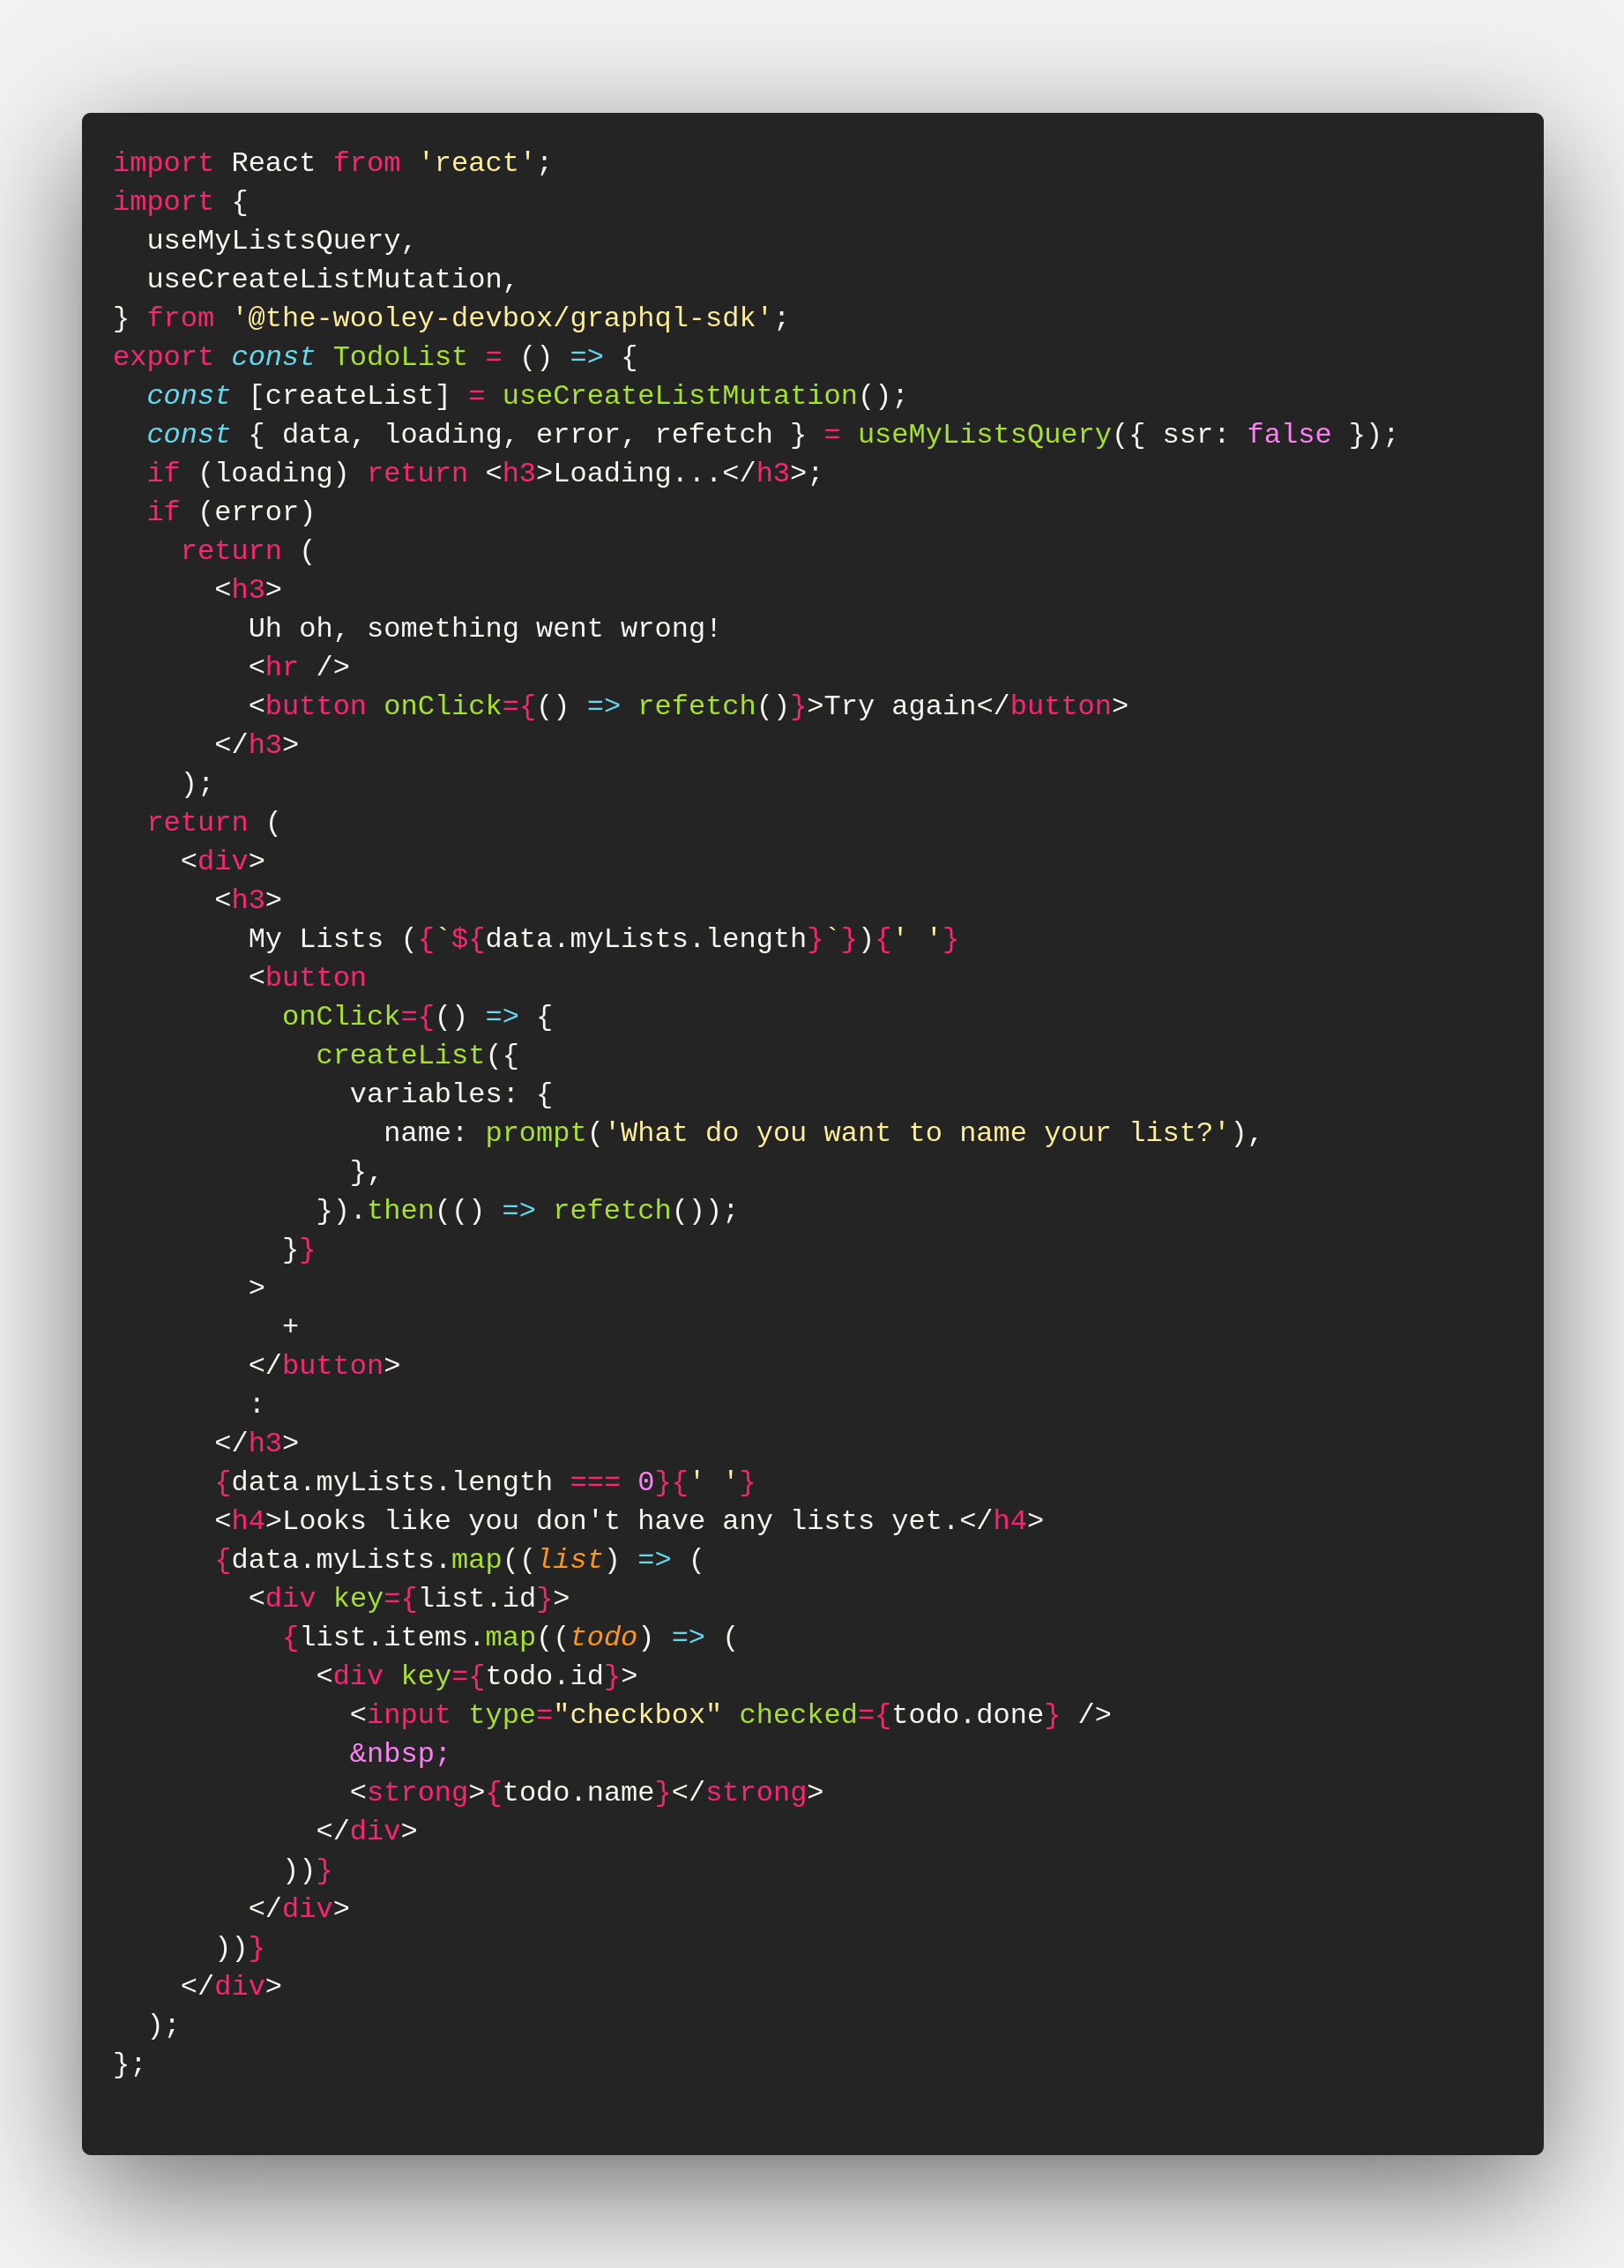 import React from 'react';
import {
  useMyListsQuery,
  useCreateListMutation,
} from '@the-wooley-devbox/graphql-sdk';
export const TodoList = () => {
  const [createList] = useCreateListMutation();
  const { data, loading, error, refetch } = useMyListsQuery({ ssr: false });
  if (loading) return <h3>Loading...</h3>;
  if (error)
    return (
      <h3>
        Uh oh, something went wrong!
        <hr />
        <button onClick={() => refetch()}>Try again</button>
      </h3>
    );
  return (
    <div>
      <h3>
        My Lists ({`${data.myLists.length}`}){' '}
        <button
          onClick={() => {
            createList({
              variables: {
                name: prompt('What do you want to name your list?'),
              },
            }).then(() => refetch());
          }}
        >
          +
        </button>
        :
      </h3>
      {data.myLists.length === 0}{' '}
      <h4>Looks like you don't have any lists yet.</h4>
      {data.myLists.map((list) => (
        <div key={list.id}>
          {list.items.map((todo) => (
            <div key={todo.id}>
              <input type="checkbox" checked={todo.done} />
              &nbsp;
              <strong>{todo.name}</strong>
            </div>
          ))}
        </div>
      ))}
    </div>
  );
};